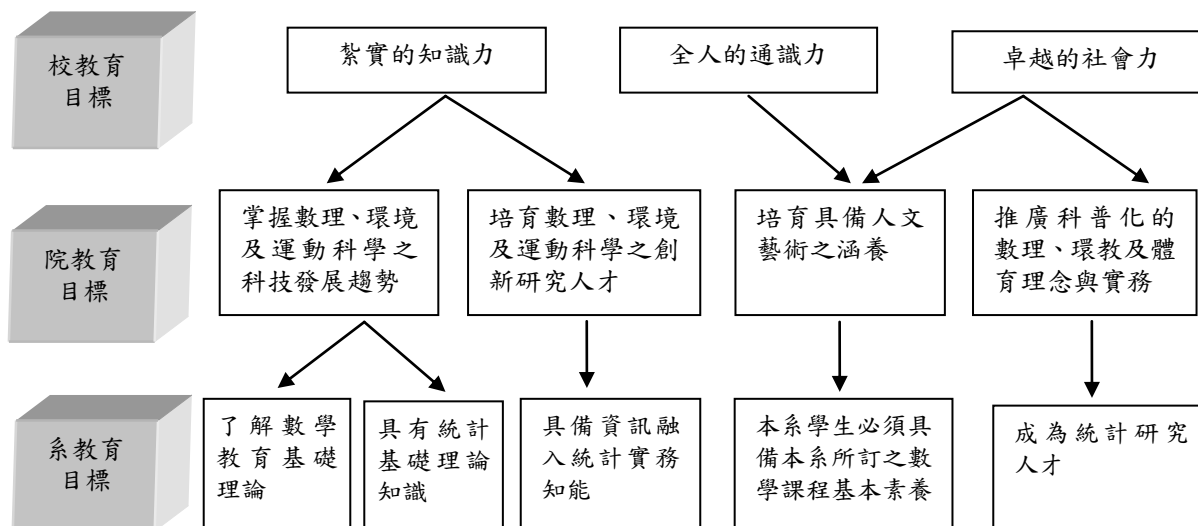 校教育
目標
紮實的知識力
全人的通識力
卓越的社會力
院教育
目標
掌握數理、環境
及運動科學之
科技發展趨勢
培育數理、環境
及運動科學之創
新研究人才
培育具備人文
藝術之涵養
推廣科普化的
數理、環教及體
育理念與實務
系教育
目標
了解數學
教育基礎
理論
具有統計
基礎理論
知識
具備資訊融
入統計實務
知能
本系學生必須具
備本系所訂之數
學課程基本素養
成為統計研究
人才